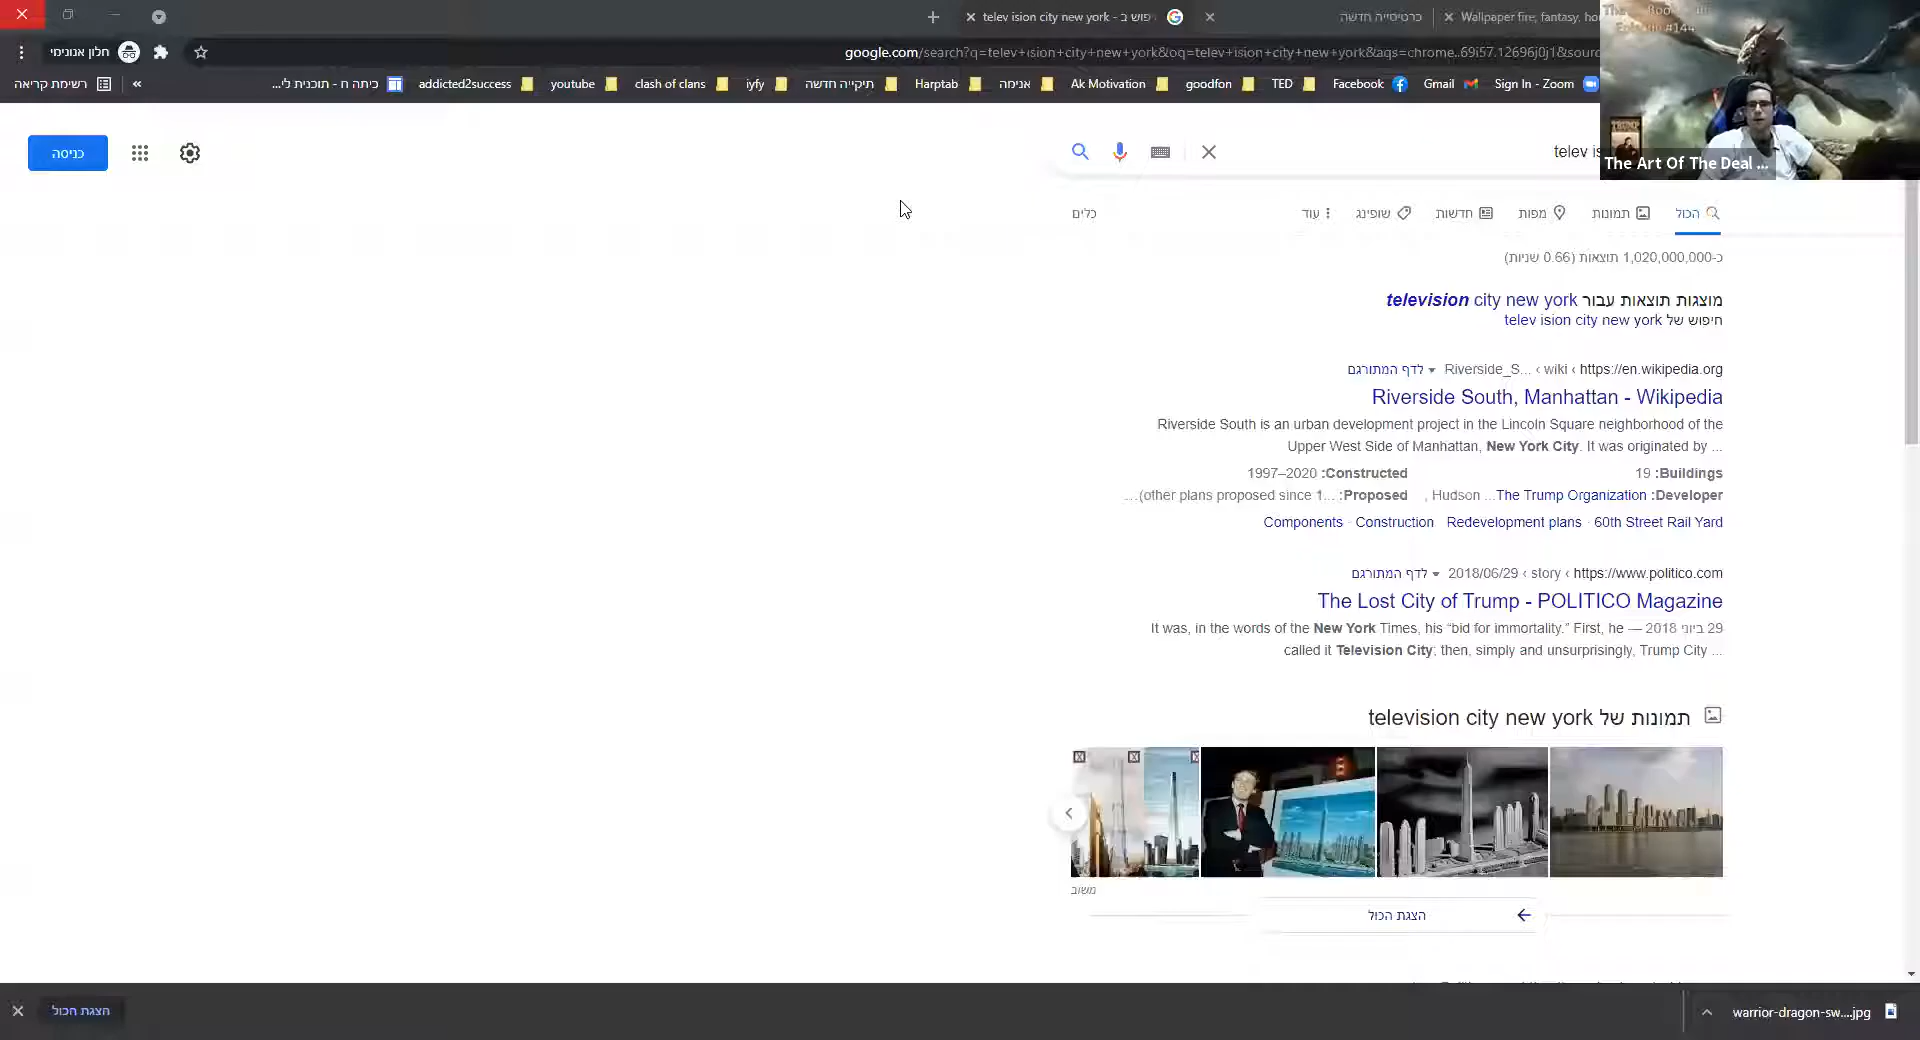 telev ision city new york - חיפוש ב
כרטיסייה חדשה
Wallpaper fire, fantasy, ho
חלון אנונימי
google.com/search?q=telev+ision+city+new+york&oq=telev+ision+city+new+york&aqs=chrome..69i57.12696j0j1&sourc
רשימת קריאה
כיתה ח - תוכנית לי...
addicted2success
youtube
clash of clans
iyfy
תיקייה חדשה
Harptab
אנימה
Ak Motivation
goodfon
TED
Facebook
Gmail
Sign In - Zoom
#144
TRUMP
The Art Of The Deal ...
כניסה
telev is
הכול
תמונות
מפות
חדשות
שופינג
עוד
כלים
כ-1,020,000,000 תוצאות (0.66 שניות)
מוצגות תוצאות עבור television city new york
חיפוש של telev ision city new york
https://en.wikipedia.org › wiki › Riverside_S... לדף המתורגם
Riverside South, Manhattan - Wikipedia
Riverside South is an urban development project in the Lincoln Square neighborhood of the
Upper West Side of Manhattan, New York City. It was originated by ...
Buildings: 19 Constructed: 1997–2020
Developer: The Trump Organization, Hudson ... Proposed: 1... (other plans proposed since...
60th Street Rail Yard · Redevelopment plans · Construction · Components
https://www.politico.com › story › 2018/06/29 לדף המתורגם
The Lost City of Trump - POLITICO Magazine
29 ביוני 2018 — It was, in the words of the New York Times, his “bid for immortality.” First, he
called it Television City; then, simply and unsurprisingly, Trump City ...
תמונות של television city new york
משוב
הצגת הכול
הצגת הכול
warrior-dragon-sw....jpg